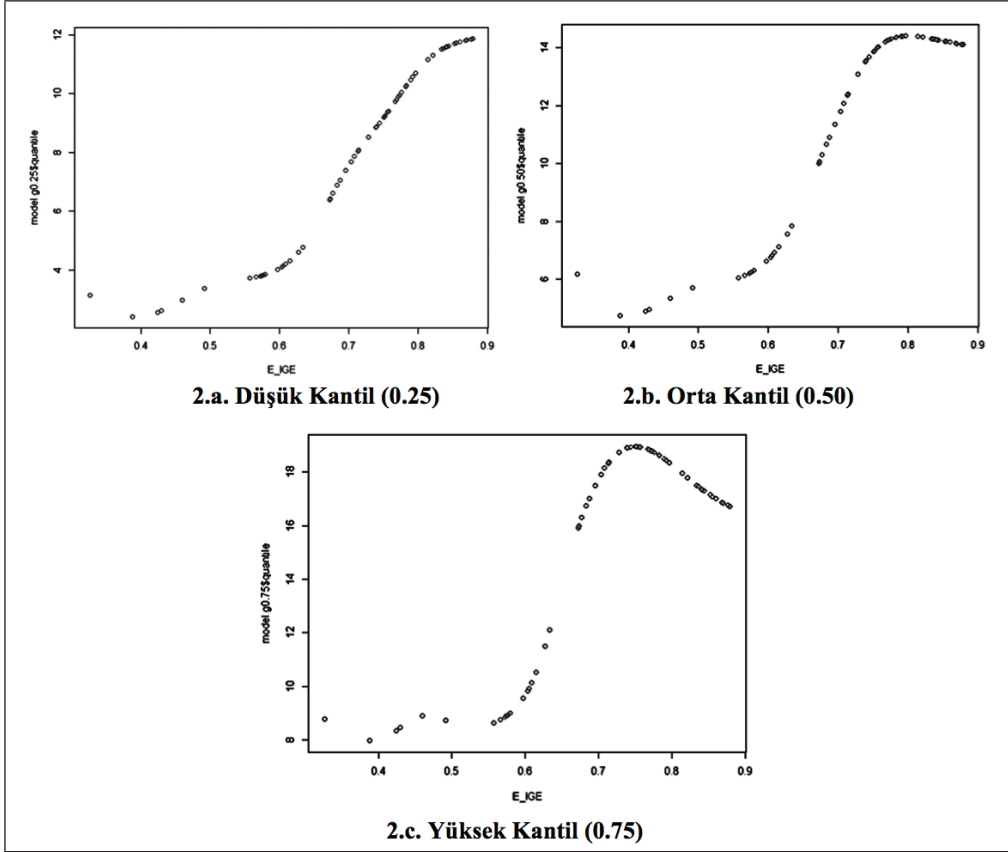 12
10
8
6
4
model g0.25$quantile
0.4 0.5 0.6 0.7 0.8 0.9
E_IGE
2.a. Düşük Kantil (0.25)
14
12
10
8
6
model g0.50$quantile
0.4 0.5 0.6 0.7 0.8 0.9
E_IGE
2.b. Orta Kantil (0.50)
18
16
14
12
10
8
model g0.75$quantile
0.4 0.5 0.6 0.7 0.8 0.9
E_IGE
2.c. Yüksek Kantil (0.75)